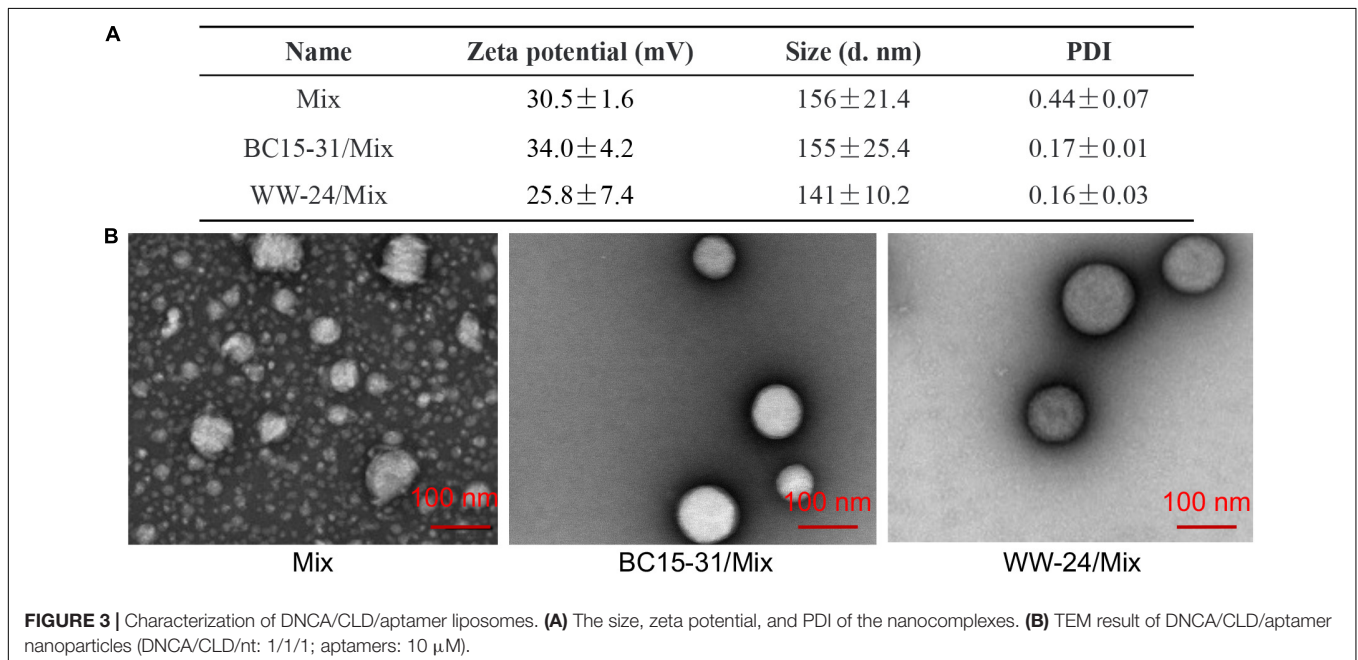 A
Name Zeta potential (mV) Size (d. nm) PDI
Mix 30.5±1.6 156±21.4 0.44±0.07
BC15-31/Mix 34.0±4.2 155±25.4 0.17±0.01
WW-24/Mix 25.8±7.4 141±10.2 0.16±0.03
B
100 nm 100 nm 100 nm
Mix BC15-31/Mix WW-24/Mix
FIGURE 3 | Characterization of DNCA/CLD/aptamer liposomes. (A) The size, zeta potential, and PDI of the nanocomplexes. (B) TEM result of DNCA/CLD/aptamer
nanoparticles (DNCA/CLD/nt: 1/1/1; aptamers: 10 μM).